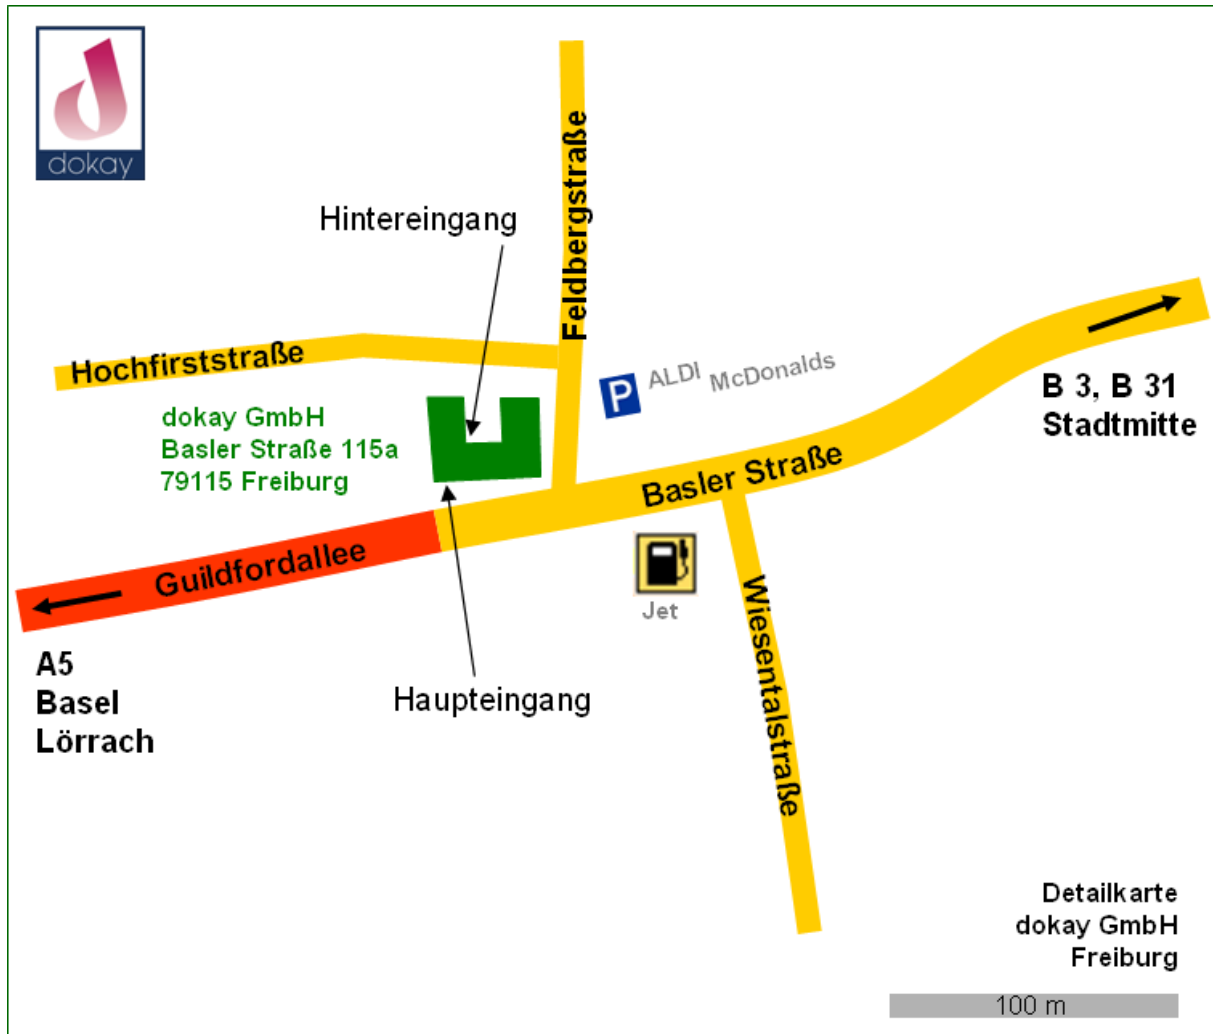 dokay
Hintereingang
Feldbergstraße
Hochfirststraße
ALDI
McDonalds
P
dokay GmbH
Basler Straße 115a
79115 Freiburg
B 3, B 31
Stadtmitte
Basler Straße
Guildfordallee
Jet
Wiesentalstraße
A5
Basel
Lörrach
Haupteingang
Detailkarte
dokay GmbH
Freiburg
100 m